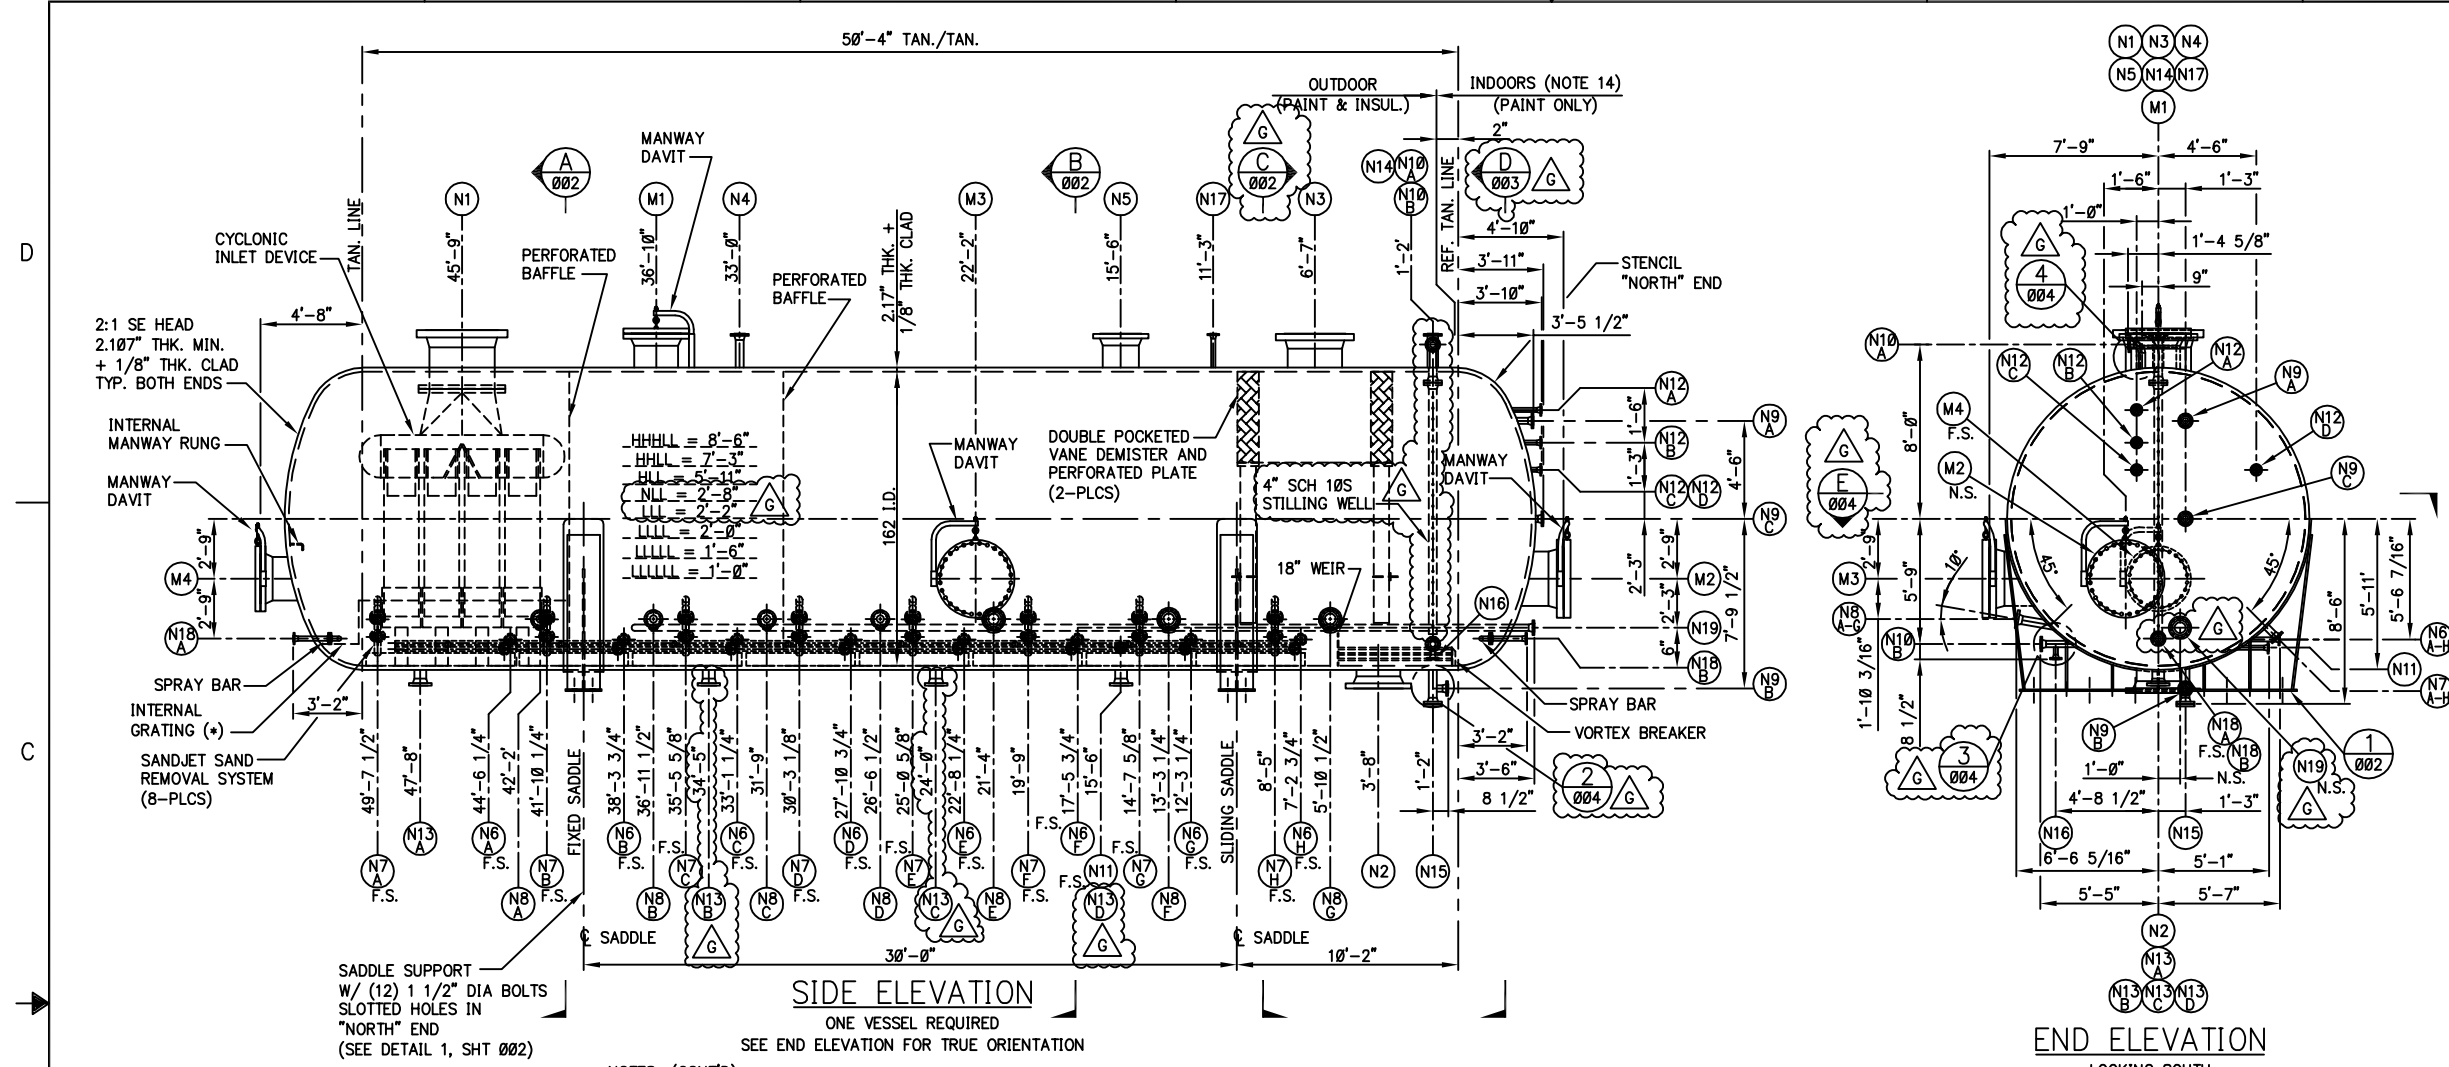 50'-4" TAN./TAN.
OUTDOOR
(PAINT & INSUL.)
INDOORS (NOTE 14)
(PAINT ONLY)
2"
G
A
002
B
002
C
002
D
003
G
MANWAY
DAVIT
N1
M1
N4
M3
N5
N17
N3
N14
N10
A
N10
B
TAN. LINE
45'-9"
36'-10"
33'-0"
2.17" THK. +
1/8" THK. CLAD
22'-2"
15'-6"
11'-3"
6'-7"
1'-2"
REF. TAN. LINE
4'-10"
3'-11"
3'-10"
3'-5 1/2"
STENCIL
"NORTH" END
CYCLONIC
INLET DEVICE
PERFORATED
BAFFLE
PERFORATED
BAFFLE
4'-8"
2:1 SE HEAD
2.107" THK. MIN.
+ 1/8" THK. CLAD
TYP. BOTH ENDS
INTERNAL
MANWAY RUNG
MANWAY
DAVIT
HHHLL = 8'-6"
HHLL = 7'-3"
HLL = 5'-11"
NLL = 2'-8"
LLL = 2'-2"
LLLL = 2'-0"
LLLLL = 1'-6"
LLLLLL = 1'-0"
G
162 I.D.
MANWAY
DAVIT
DOUBLE POCKETED
VANE DEMISTER AND
PERFORATED PLATE
(2-PLCS)
4" SCH 10S
STILLING WELL
G
MANWAY
DAVIT
18" WEIR
N12
A
N9
A
N12
B
N12
C
N12
D
N9
C
1'-6"
1'-3"
4'-6"
2'-3"
2'-9"
2'-3"
7'-9 1/2"
6"
M2
N16
N19
N18
B
N9
B
2'-9"
2'-9"
M4
N18
A
SPRAY BAR
3'-2"
INTERNAL
GRATING (*)
SANDJET SAND
REMOVAL SYSTEM
(8-PLCS)
SPRAY BAR
VORTEX BREAKER
3'-2"
3'-6"
8 1/2"
2
004
G
49'-7 1/2"
47'-8"
44'-6 1/4"
42'-2'
41'-10 1/4"
FIXED SADDLE
38'-3 3/4"
36'-11 1/2"
35'-5 5/8"
34'-5"
33'-1 1/4"
31'-9"
30'-3 1/8"
27'-10 3/4"
26'-6 1/2"
25'-0 5/8"
24'-0"
22'-8 1/4"
21'-4"
19'-9"
17'-5 3/4"
15'-6"
14'-7 5/8"
13'-3 1/4"
12'-3 1/4"
SLIDING SADDLE
8'-5"
7'-2 3/4"
5'-10 1/2"
3'-8"
1'-2"
N7
A
F.S.
N13
A
N6
A
F.S.
N8
A
N7
B
F.S.
N6
B
F.S.
N8
B
F.S.
N7
C
N13
B
G
N6
C
F.S.
N8
C
N7
D
F.S.
N6
D
F.S.
N8
D
F.S.
N7
E
N13
C
G
N6
E
F.S.
N8
E
N7
F
F.S.
F.S.
N6
F
F.S.
N11
N13
D
G
F.S.
N7
G
N8
F
N6
G
F.S.
N7
H
F.S.
N6
H
F.S.
N8
G
N2
N15
℄ SADDLE
℄ SADDLE
30'-0"
10'-2"
SADDLE SUPPORT
W/ (12) 1 1/2" DIA BOLTS
SLOTTED HOLES IN
"NORTH" END
(SEE DETAIL 1, SHT 002)
SIDE ELEVATION
ONE VESSEL REQUIRED
SEE END ELEVATION FOR TRUE ORIENTATION
D
C
N1 N3 N4
N5 N14 N17
M1
7'-9"
4'-6"
1'-6"
1'-3"
1'-0"
1'-4 5/8"
9"
G
4
004
N10
A
N12
C
N12
B
N12
A
N9
A
N12
D
N9
C
M4
F.S.
M2
N.S.
8'-0"
G
E
004
2'-9"
M3
N8
A-G
N10
B
10°
45°
45°
5'-9"
1'-10 3/16"
8 1/2"
8'-6"
5'-11'
5'-6 7/16"
G
N6
A-H
N11
N7
A-H
N9
B
N18
A
F.S.
N18
B
N.S.
N19
N.S.
G
1
002
G
3
004
1'-0"
4'-8 1/2"
1'-3"
N16
N15
6'-6 5/16"
5'-1"
5'-5"
5'-7"
N2
N13
A
N13
B
N13
C
N13
D
END ELEVATION